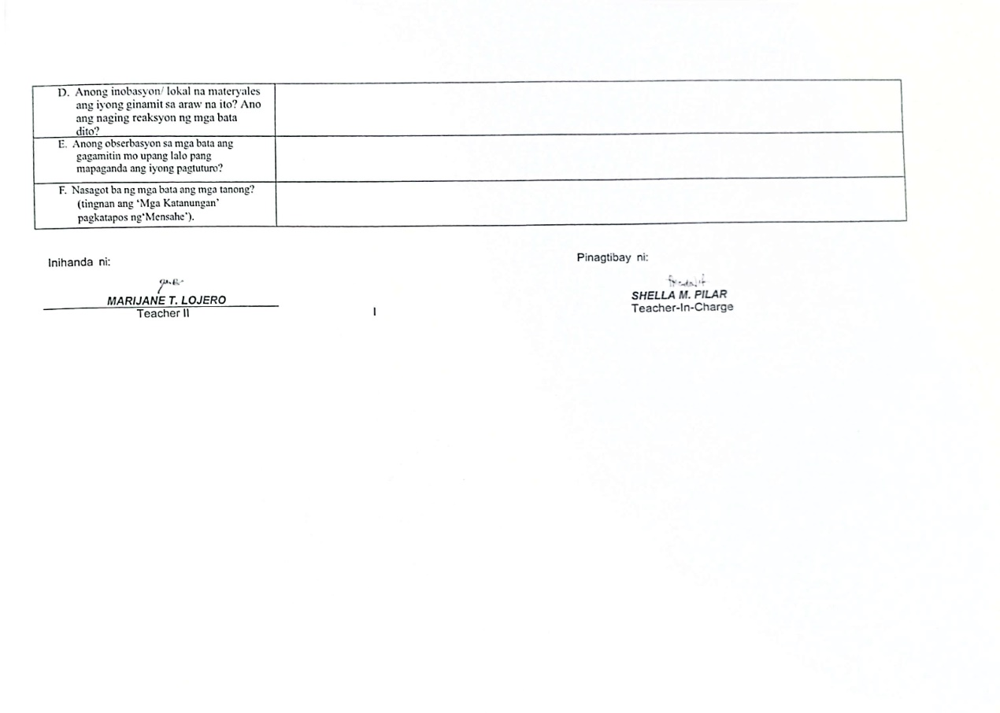 D. Anong inobasyon/ lokal na materyales
ang iyong ginamit sa araw na ito? Ano
ang naging reaksyon ng mga bata
dito?
E. Anong obserbasyon sa mga bata ang
gagamitin mo upang lalo pang
mapaganda ang iyong pagtuturo?
F. Nasagot ba ng mga bata ang mga tanong?
(tingnan ang ‘Mga Katanungan’
pagkatapos ng‘Mensahe’).
Inihanda ni:
MARIJANE T. LOJERO
Teacher II
I
Pinagtibay ni:
SHELLA M. PILAR
Teacher-In-Charge